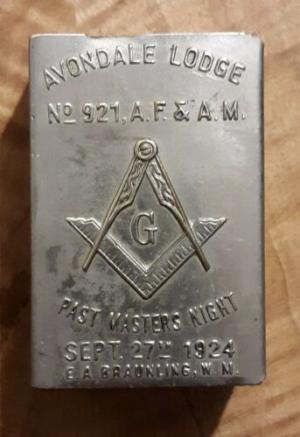 AVONDALE LODGE
No 921, A.F. & A.M.
G
PAST MASTERS NIGHT
SEPT. 27TH 1924
E.A. BRAUNLING, W.M.